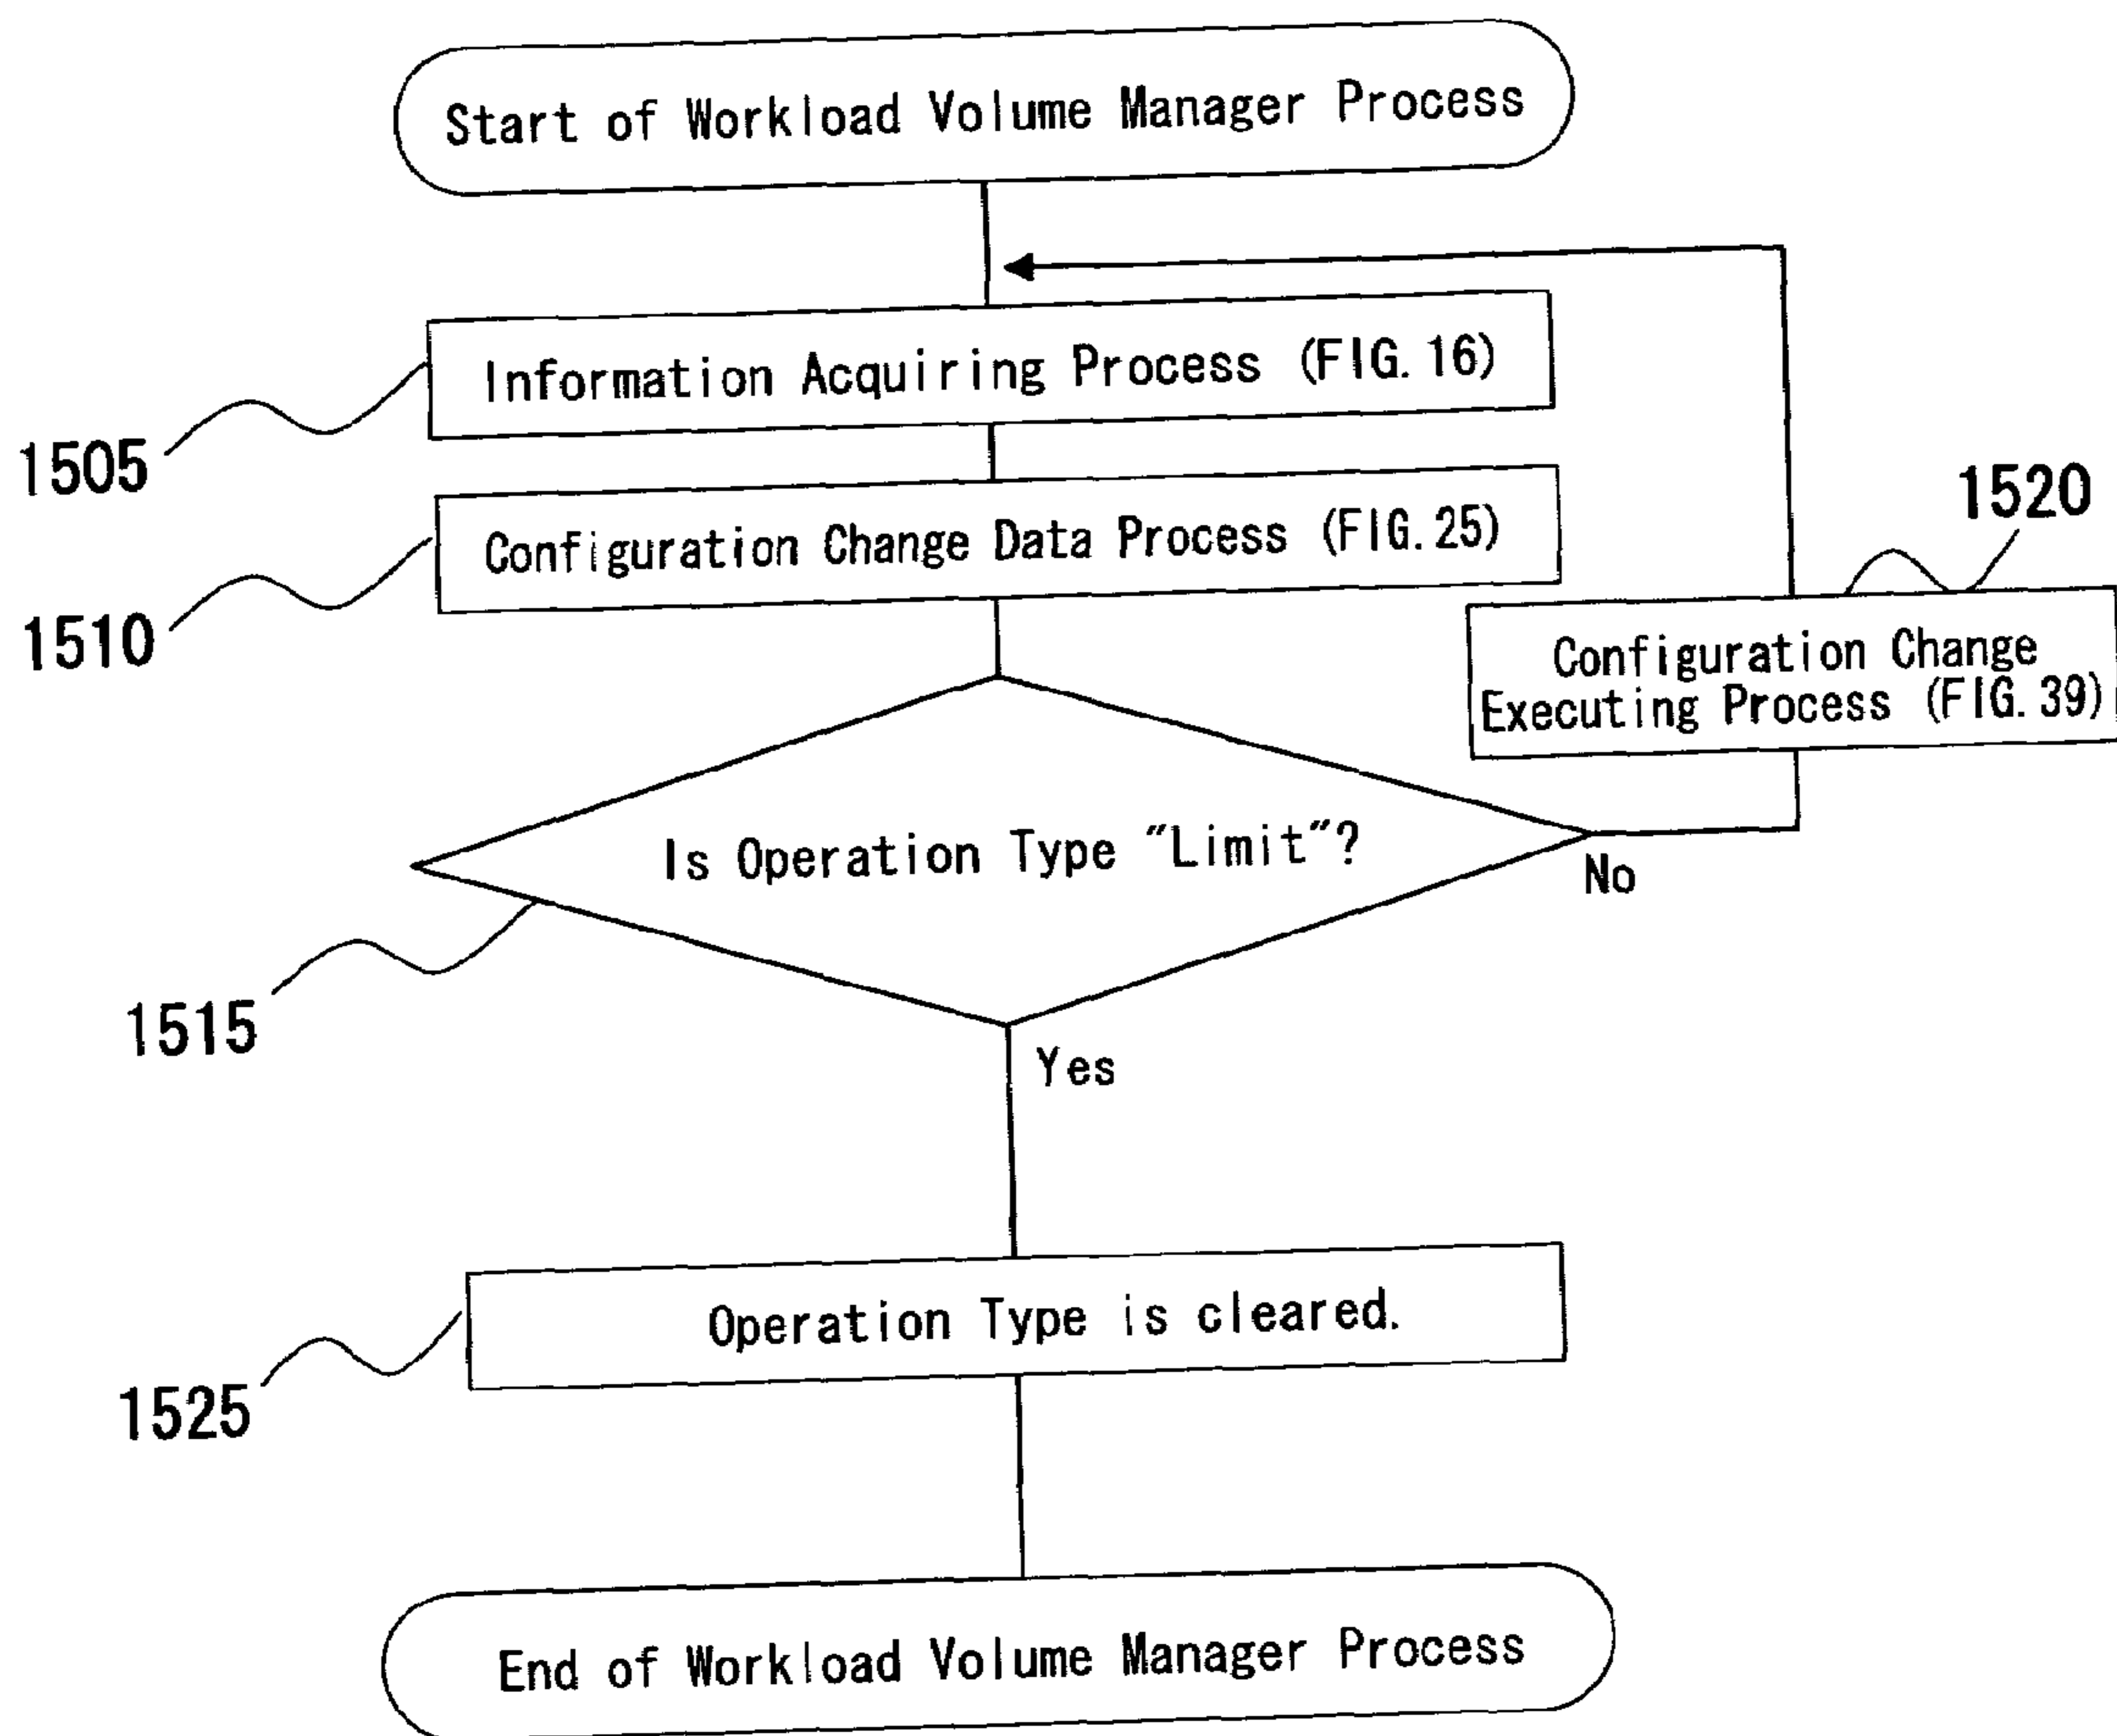 Start of Workload Volume Manager Process
Information Acquiring Process (FIG. 16)
1505
Configuration Change Data Process (FIG. 25)
1510
1520
Configuration Change
Executing Process (FIG. 39)
Is Operation Type "Limit"?
No
1515
Yes
Operation Type is cleared.
1525
End of Workload Volume Manager Process